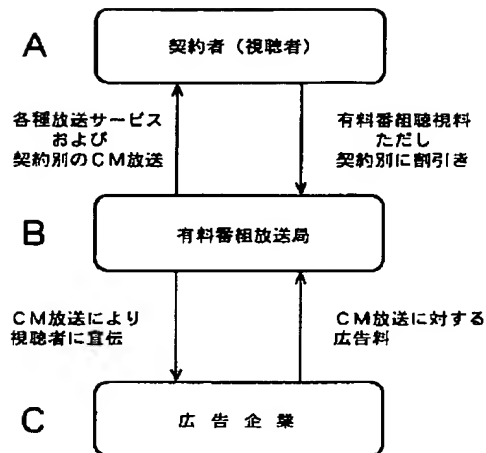 A
契約者（視聴者）
各種放送サービス
および
契約別のＣＭ放送
有料番組聴視料
ただし
契約別に割引き
B
有料番組放送局
ＣＭ放送により
視聴者に宣伝
ＣＭ放送に対する
広告料
C
広 告 企 業